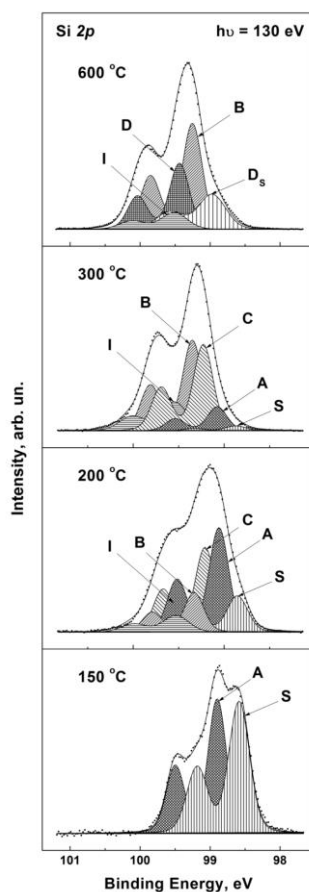 Si 2p hυ = 130 eV
600 °C
D
B
I
Ds
300 °C
B
C
I
A
S
200 °C
C
B
A
I
S
150 °C
A
S
Intensity, arb. un.
101 100 99 98
Binding Energy, eV